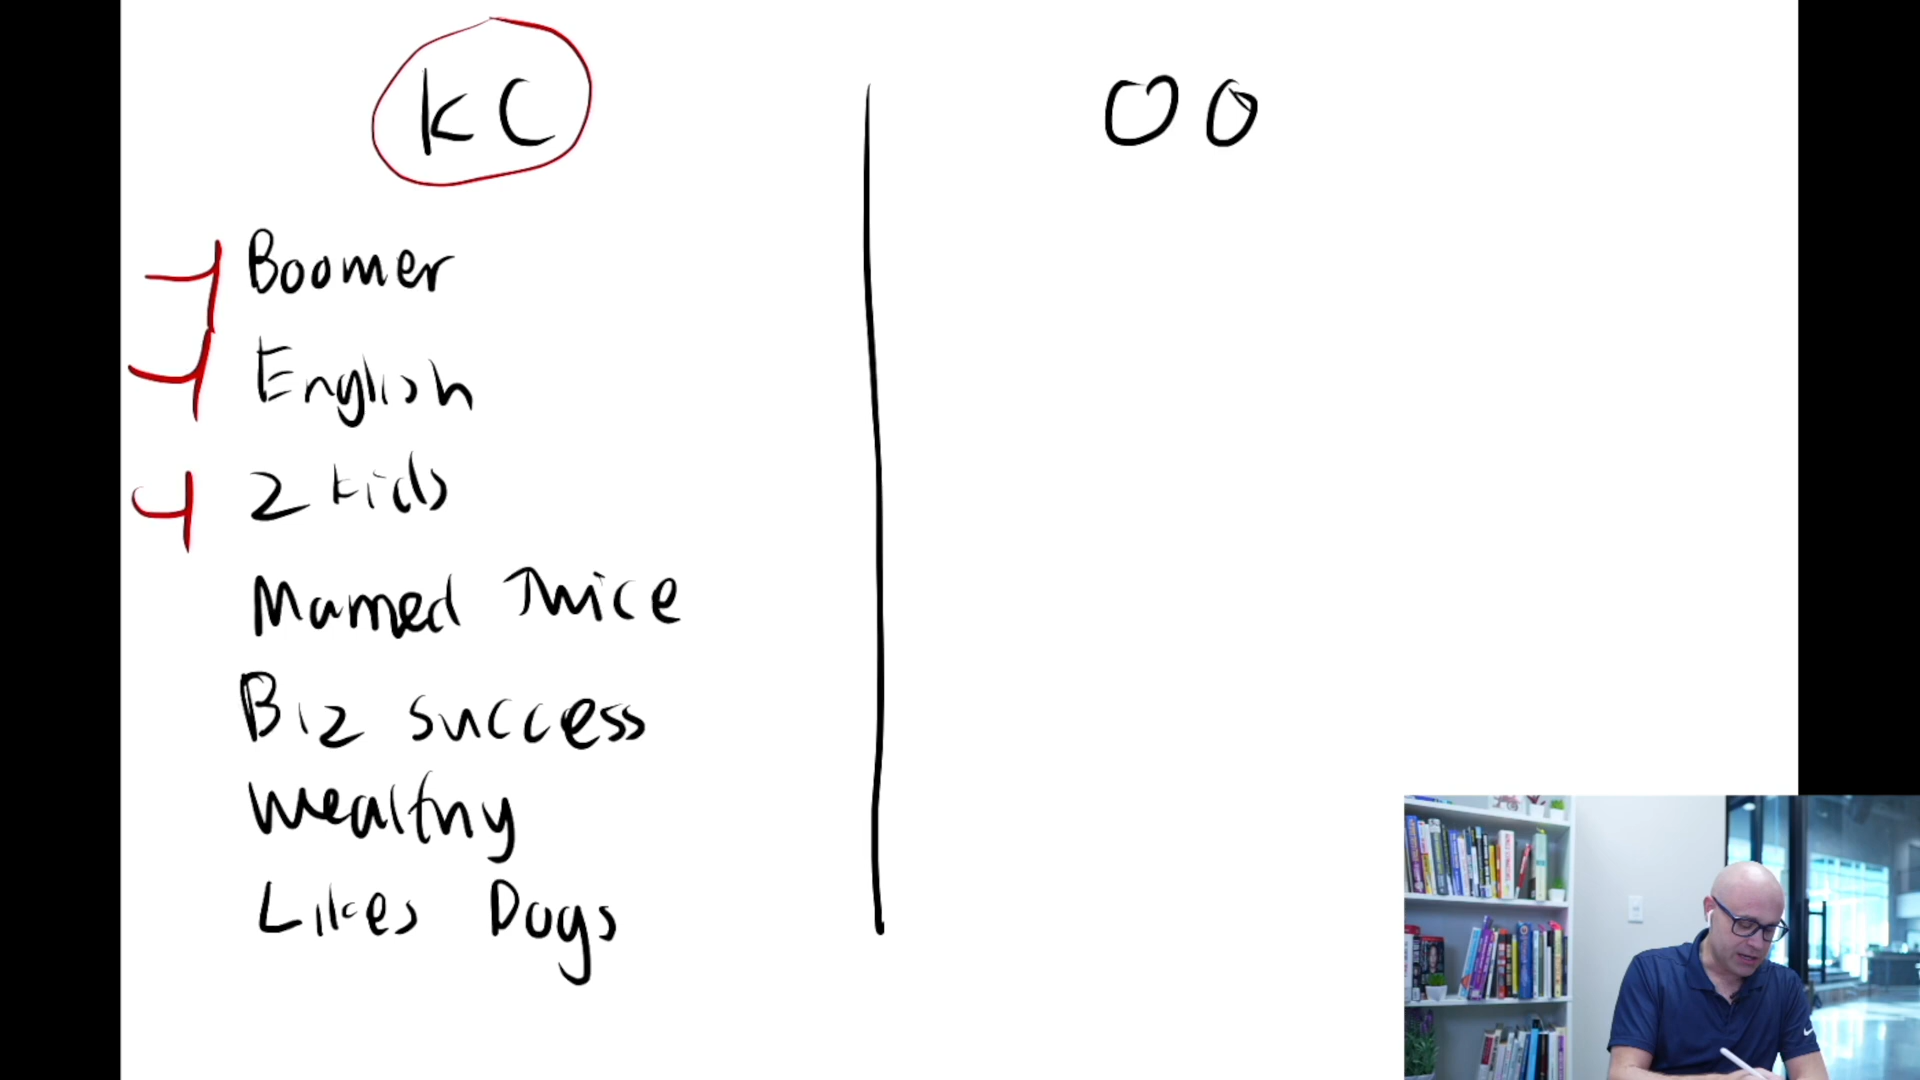 KC
OO
Boomer
English
2 kids
Married Twice
Biz success
Wealthy
Likes Dogs